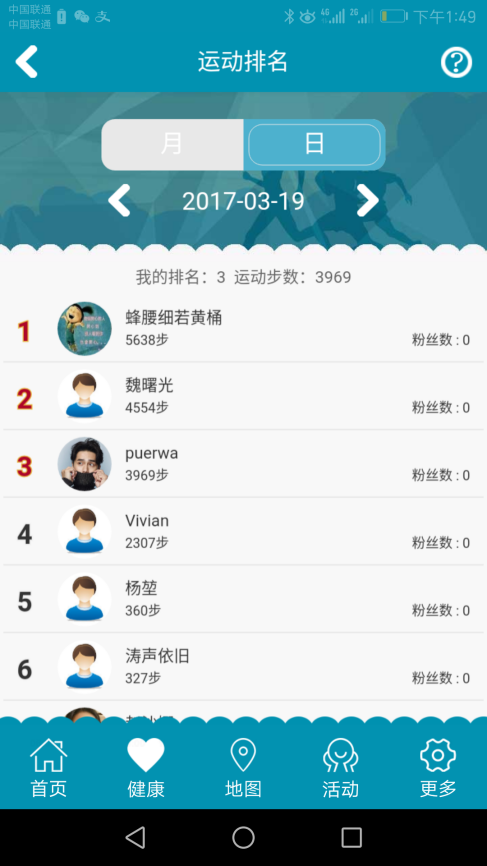 中国联通
中国联通
4G 2G 下午1:49
运动排名
?
月 日
2017-03-19
我的排名: 3 运动步数: 3969
1 蜂腰细若黄桶
5638步 粉丝数 : 0
2 魏曙光
4554步 粉丝数 : 0
3 puerwa
3969步 粉丝数 : 0
4 Vivian
2307步 粉丝数 : 0
5 杨堃
360步 粉丝数 : 0
6 涛声依旧
327步 粉丝数 : 0
首页 健康 地图 活动 更多